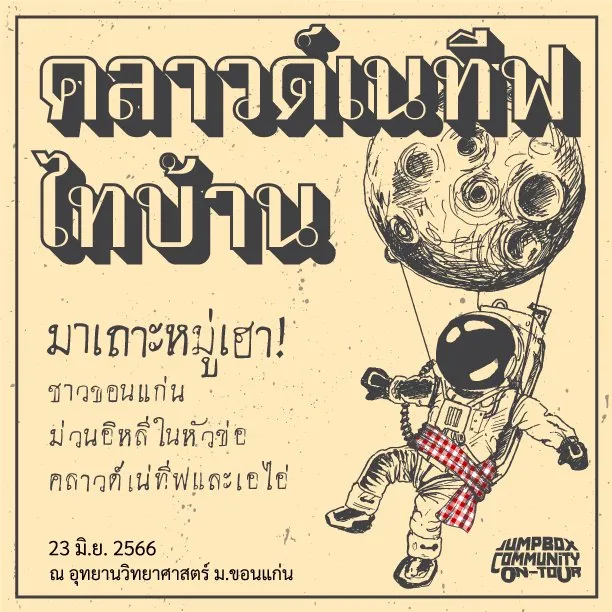 คลาวด์เนทีฟ
ไทบ้าน
มาเถาะหมู่เฮา!
ชาวขอนแก่น
ม่วนอีหลีในหัวข่อ
คลาวด์เน่ทีฟและเอไอ่
23 มิ.ย. 2566
ณ อุทยานวิทยาศาสตร์ ม.ขอนแก่น
JUMPBOX
COMMUNITY
ON-TOUR